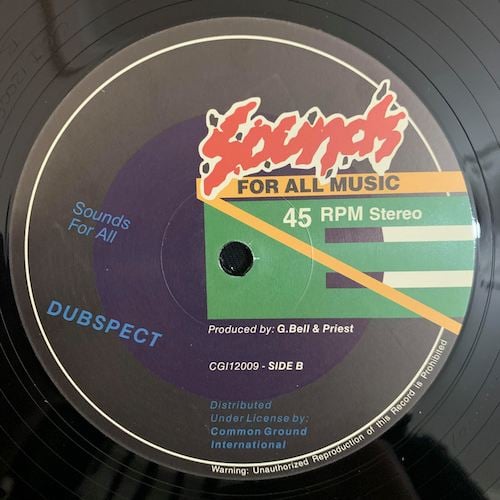 Sounds
FOR ALL MUSIC
45 RPM Stereo
Sounds
For All
DUBSPECT
Produced by: G.Bell & Priest
CGI12009 - SIDE B
Distributed
Under License by:
Common Ground
International
Warning: Unauthorized Reproduction of this Record is Prohibited